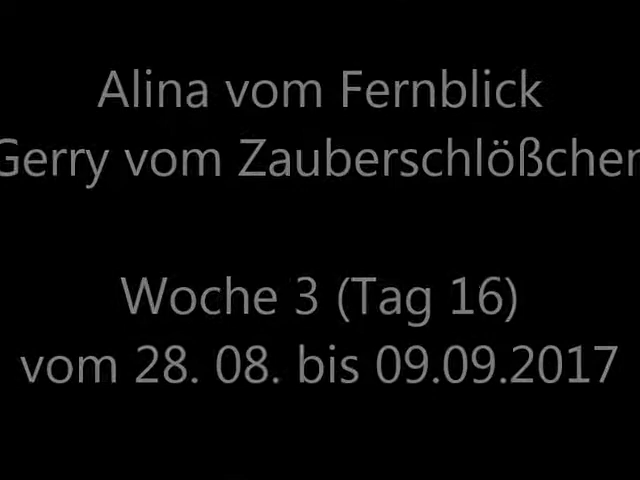 Alina vom Fernblick
Gerry vom Zauberschlößchen
Woche 3 (Tag 16)
vom 28. 08. bis 09.09.2017